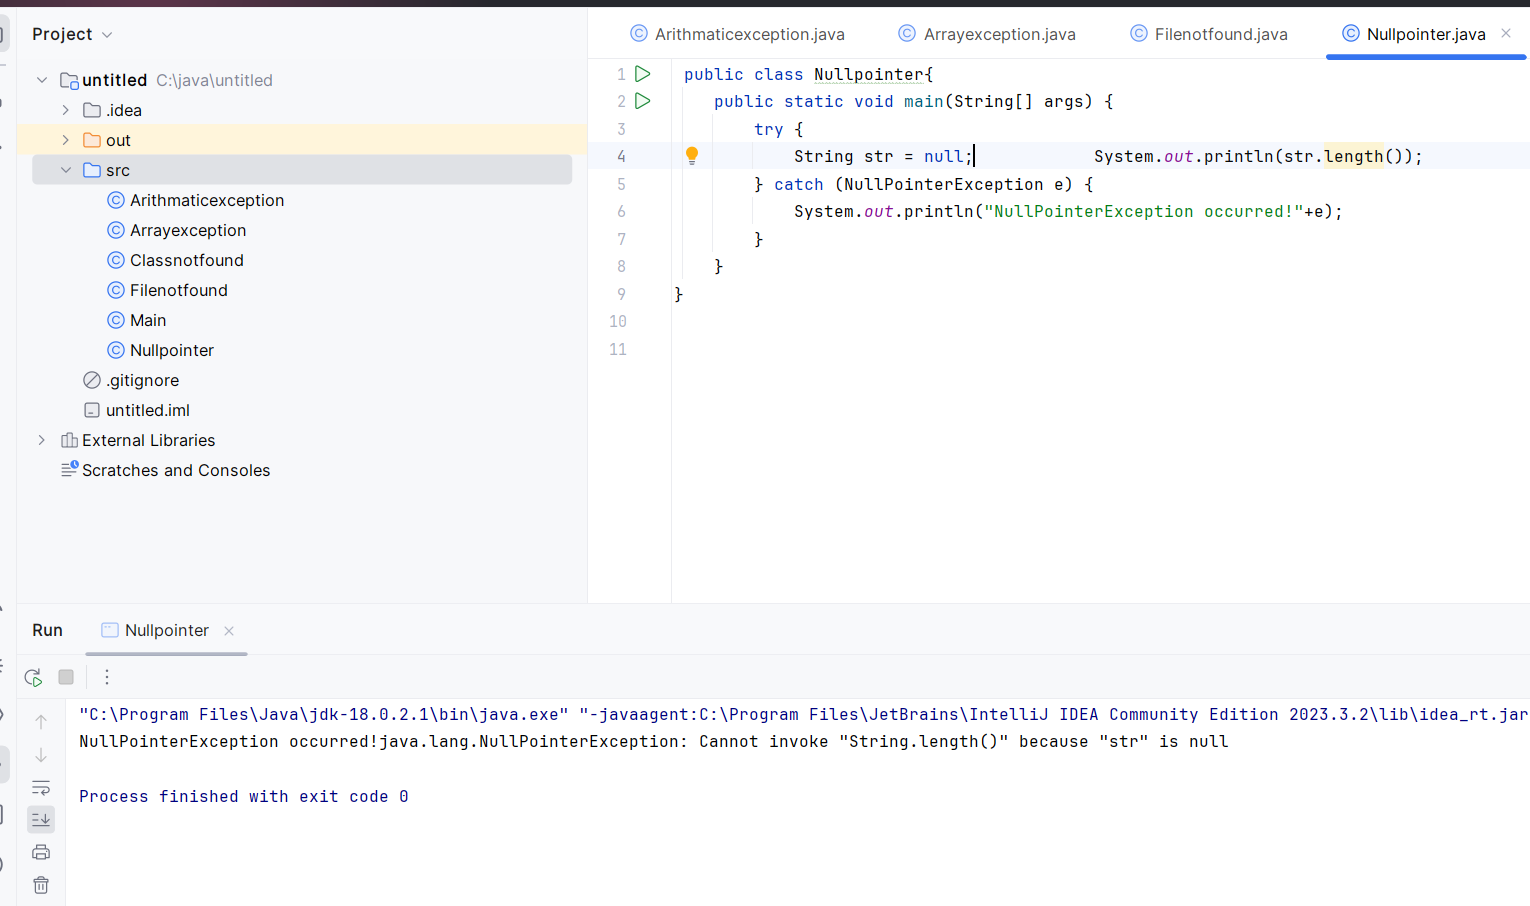 Project
untitled C:\java\untitled
.idea
out
src
Arithmaticexception
Arrayexception
Classnotfound
Filenotfound
Main
Nullpointer
.gitignore
untitled.iml
External Libraries
Scratches and Consoles
Arithmaticexception.java Arrayexception.java Filenotfound.java Nullpointer.java
1 public class Nullpointer{
2 public static void main(String[] args) {
3 try {
4 String str = null; System.out.println(str.length());
5 } catch (NullPointerException e) {
6 System.out.println("NullPointerException occurred!"+e);
7 }
8 }
9 }
10
11
Run Nullpointer
"C:\Program Files\Java\jdk-18.0.2.1\bin\java.exe" "-javaagent:C:\Program Files\JetBrains\IntelliJ IDEA Community Edition 2023.3.2\lib\idea_rt.jar
NullPointerException occurred!java.lang.NullPointerException: Cannot invoke "String.length()" because "str" is null
Process finished with exit code 0